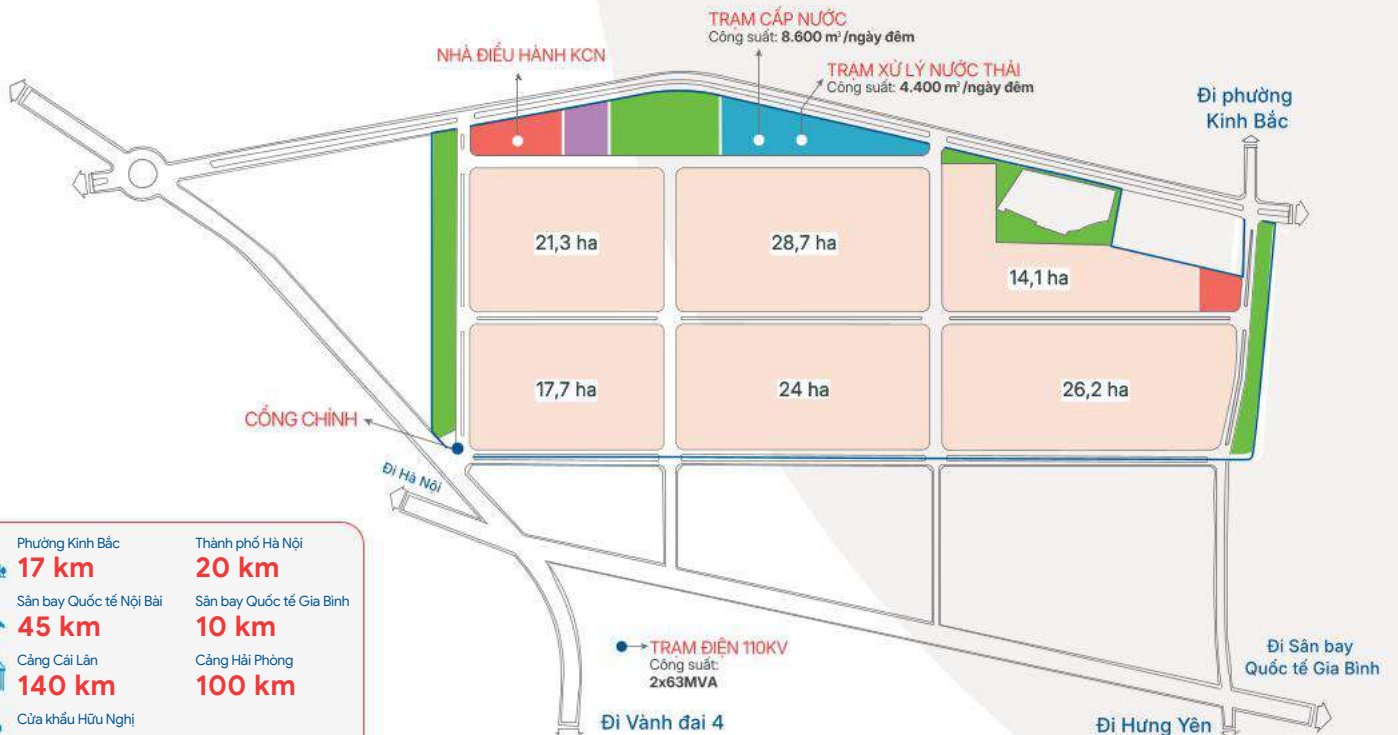 TRẠM CẤP NƯỚC
Công suất: 8.600 m³/ngày đêm
NHÀ ĐIỀU HÀNH KCN
TRẠM XỬ LÝ NƯỚC THẢI
Công suất: 4.400 m³/ngày đêm
Đi phường
Kinh Bắc
21,3 ha
28,7 ha
14,1 ha
17,7 ha
24 ha
26,2 ha
CỔNG CHÍNH
Đi Hà Nội
Phường Kinh Bắc
17 km
Thành phố Hà Nội
20 km
Sân bay Quốc tế Nội Bài
45 km
Sân bay Quốc tế Gia Bình
10 km
Cảng Cái Lân
140 km
Cảng Hải Phòng
100 km
Cửa khẩu Hữu Nghị
TRẠM ĐIỆN 110KV
Công suất:
2x63MVA
Đi Sân bay
Quốc tế Gia Bình
Đi Vành đai 4
Đi Hưng Yên